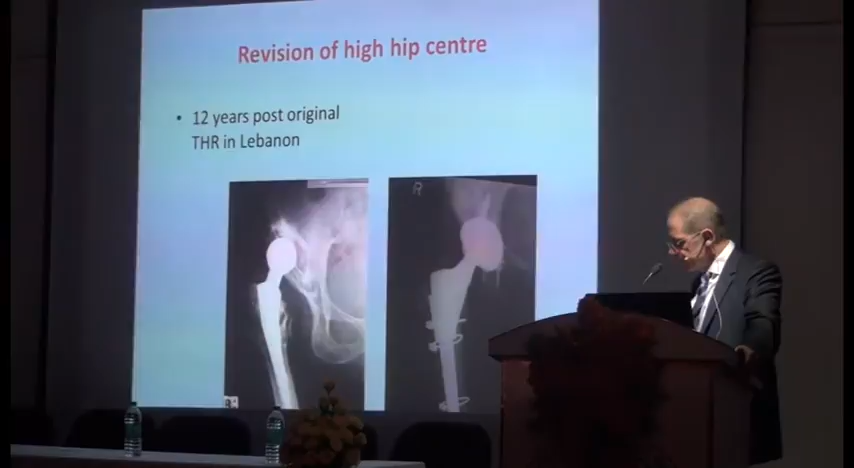 Revision of high hip centre
• 12 years post original
THR in Lebanon
R
R